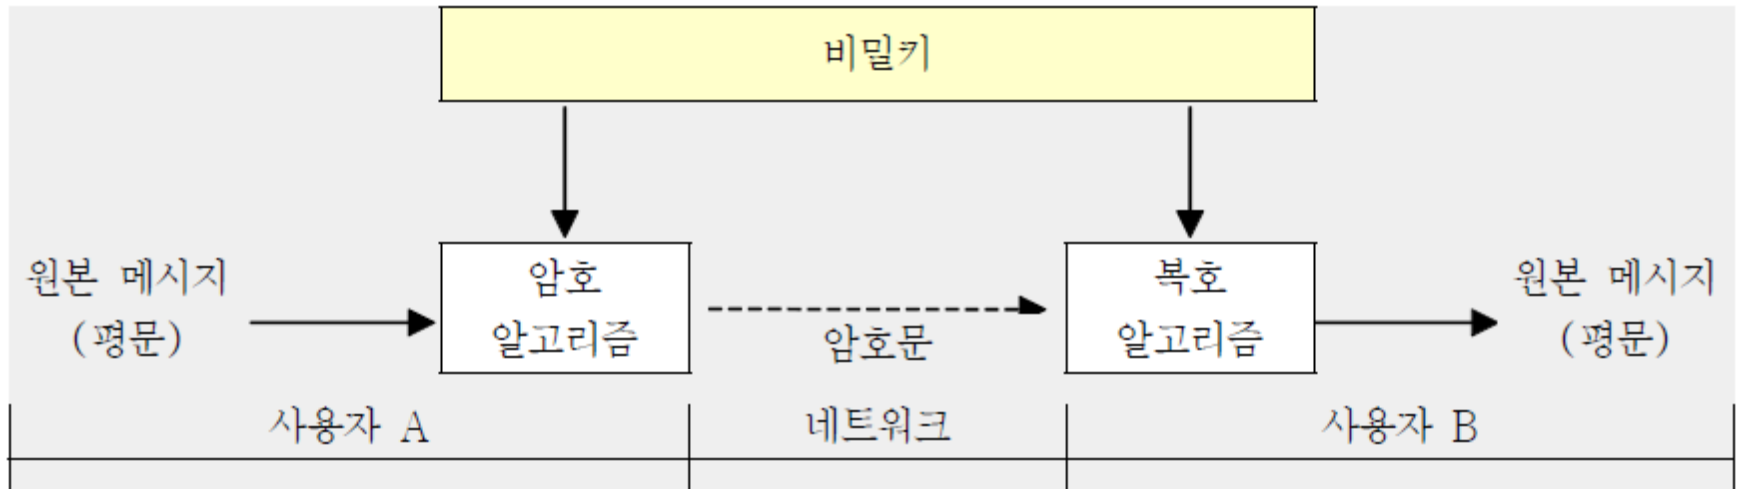 비밀키
원본 메시지
(평문)
암호
알고리즘
암호문
복호
알고리즘
원본 메시지
(평문)
사용자 A
네트워크
사용자 B